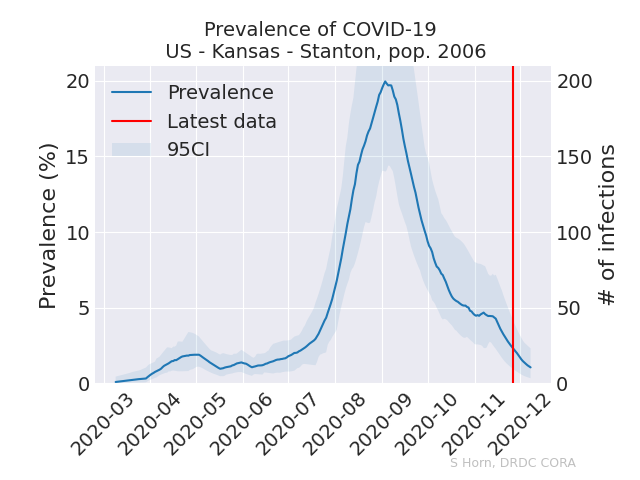 Prevalence of COVID-19
US - Kansas - Stanton, pop. 2006
Prevalence
Latest data
95CI
Prevalence (%)
20
15
10
5
0
200
150
100
50
0
# of infections
2020-03
2020-04
2020-05
2020-06
2020-07
2020-08
2020-09
2020-10
2020-11
2020-12
S Horn, DRDC CORA